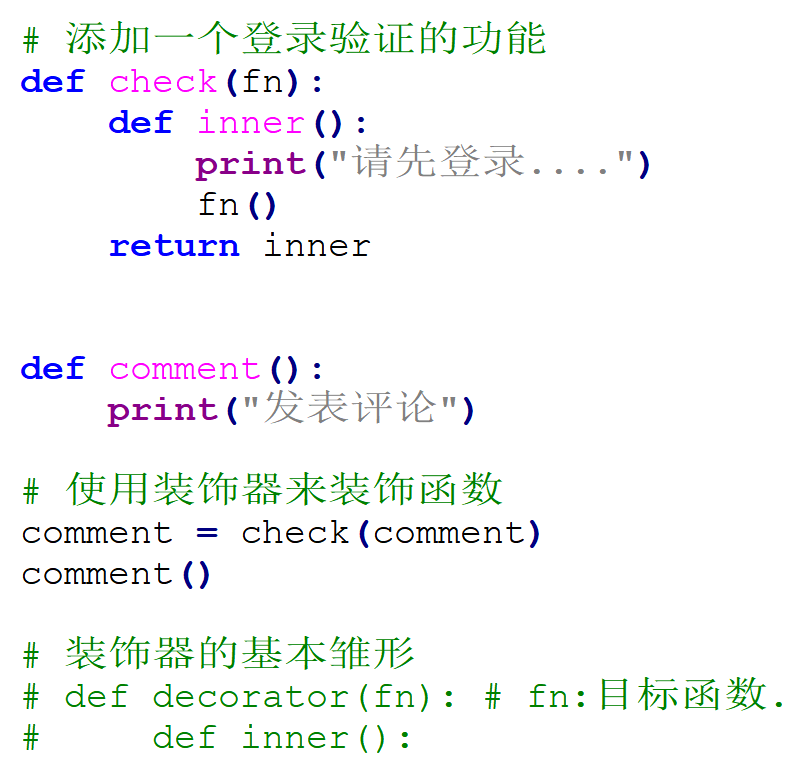 # 添加一个登录验证的功能
def check(fn):
    def inner():
        print("请先登录....")
        fn()
    return inner
def comment():
    print("发表评论")
# 使用装饰器来装饰函数
comment = check(comment)
comment()
# 装饰器的基本雏形
# def decorator(fn): # fn:目标函数.
#     def inner():